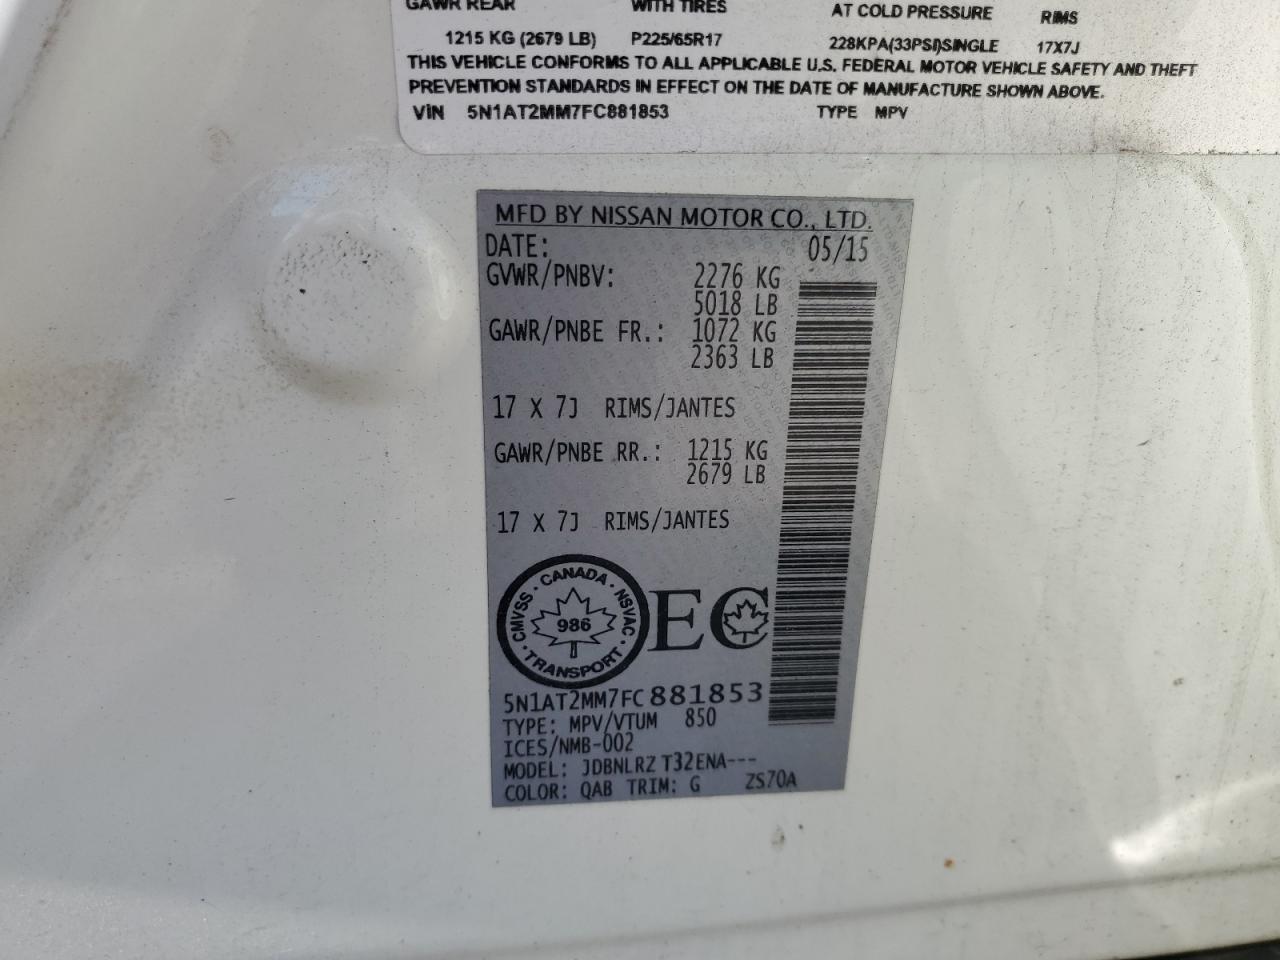 GAWR REAR WITH TIRES AT COLD PRESSURE RIMS
1215 KG (2679 LB) P225/65R17 228KPA(33PSI)SINGLE 17X7J
THIS VEHICLE CONFORMS TO ALL APPLICABLE U.S. FEDERAL MOTOR VEHICLE SAFETY AND THEFT
PREVENTION STANDARDS IN EFFECT ON THE DATE OF MANUFACTURE SHOWN ABOVE.
VIN 5N1AT2MM7FC881853 TYPE MPV
MFD BY NISSAN MOTOR CO., LTD.
DATE: 05/15
GVWR/PNBV: 2276 KG
5018 LB
GAWR/PNBE FR.: 1072 KG
2363 LB
17 X 7J RIMS/JANTES
GAWR/PNBE RR.: 1215 KG
2679 LB
17 X 7J RIMS/JANTES
CMVSS · CANADA · NSVAC · TRANSPORT ·
986
EC
5N1AT2MM7FC881853
TYPE: MPV/VTUM 850
ICES/NMB-002
MODEL: JDBNLRZ T32ENA---
COLOR: QAB TRIM: G ZS70A